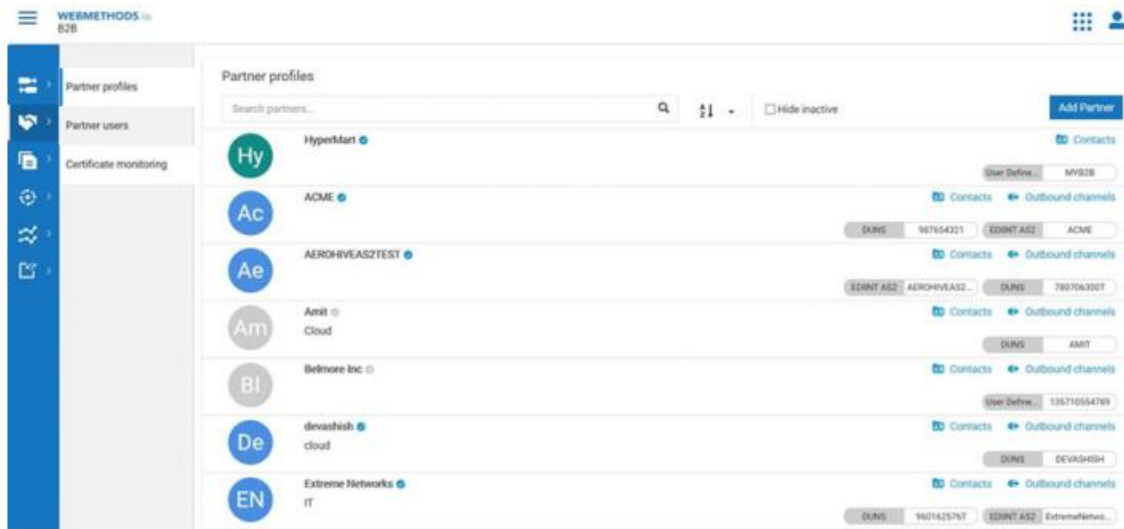 WEBMETHODS.io
B2B
Partner profiles
Partner users
Certificate monitoring
Partner profiles
Search partners...
Hide inactive
Add Partner
Hy
HyperMart
Contacts
User Define... MYB2B
Ac
ACME
Contacts Outbound channels
DUNS 987654321 EDIINT AS2 ACME
Ae
AEROHIVEAS2TEST
Contacts Outbound channels
EDIINT AS2 AEROHIVEAS2... DUNS 780706300T
Am
Amit
Cloud
Contacts Outbound channels
DUNS AMIT
Bl
Belmore Inc
Contacts Outbound channels
User Define... 135710554789
De
devashish
cloud
Contacts Outbound channels
DUNS DEVASHISH
EN
Extreme Networks
IT
Contacts Outbound channels
DUNS 960162576T EDIINT AS2 ExtremeNetwo...